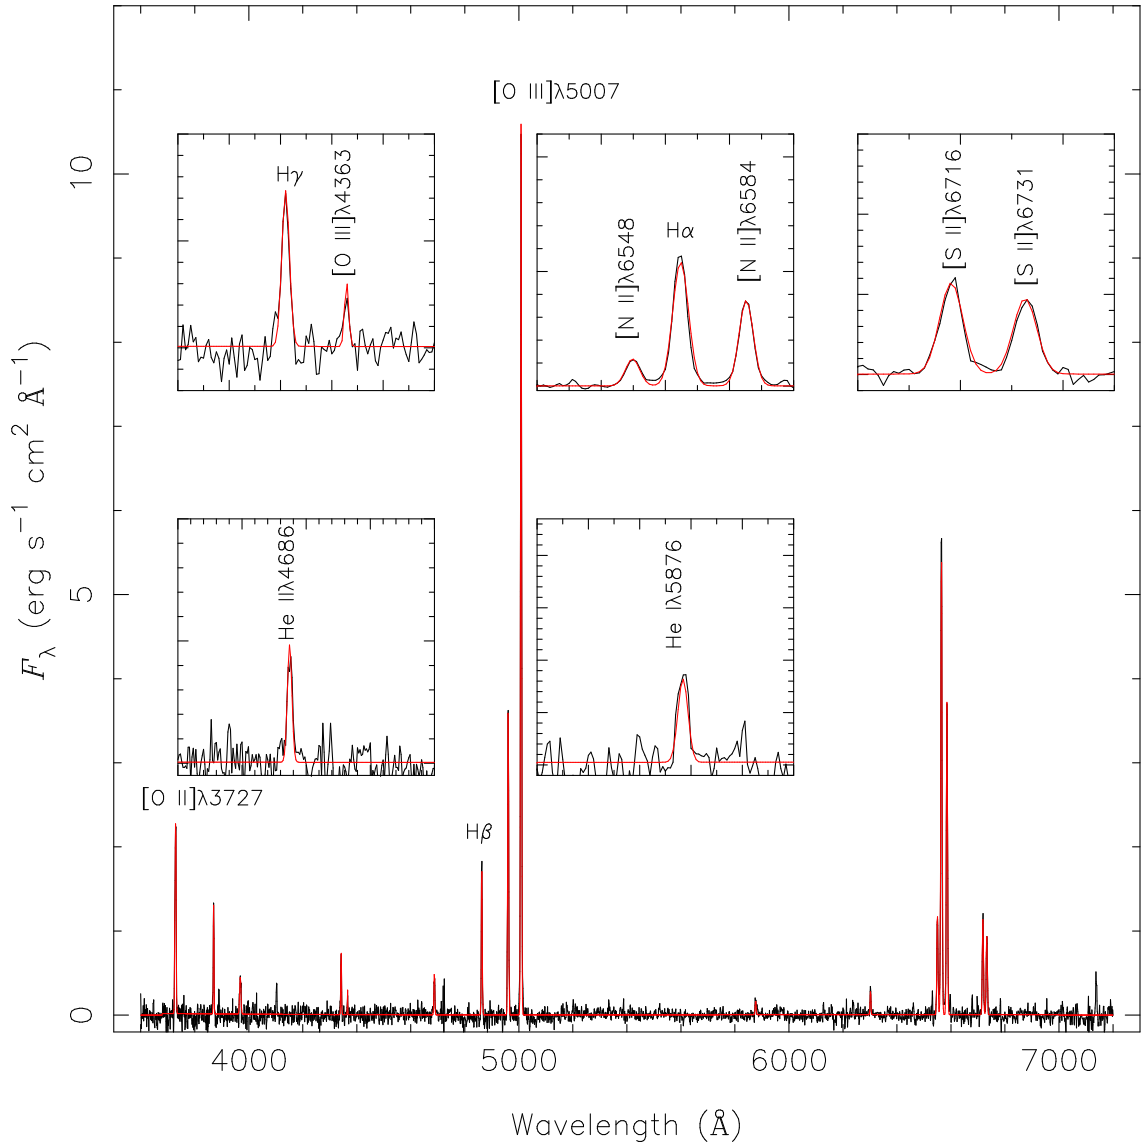 [O III]λ5007
Hγ
[O III]λ4363
[N II]λ6548
Hα
[N II]λ6584
[S II]λ6716
[S II]λ6731
10
He IIλ4686
He Iλ5876
5
F_λ (erg s⁻¹ cm² Å⁻¹)
[O II]λ3727
Hβ
0
4000 5000 6000 7000
Wavelength (Å)